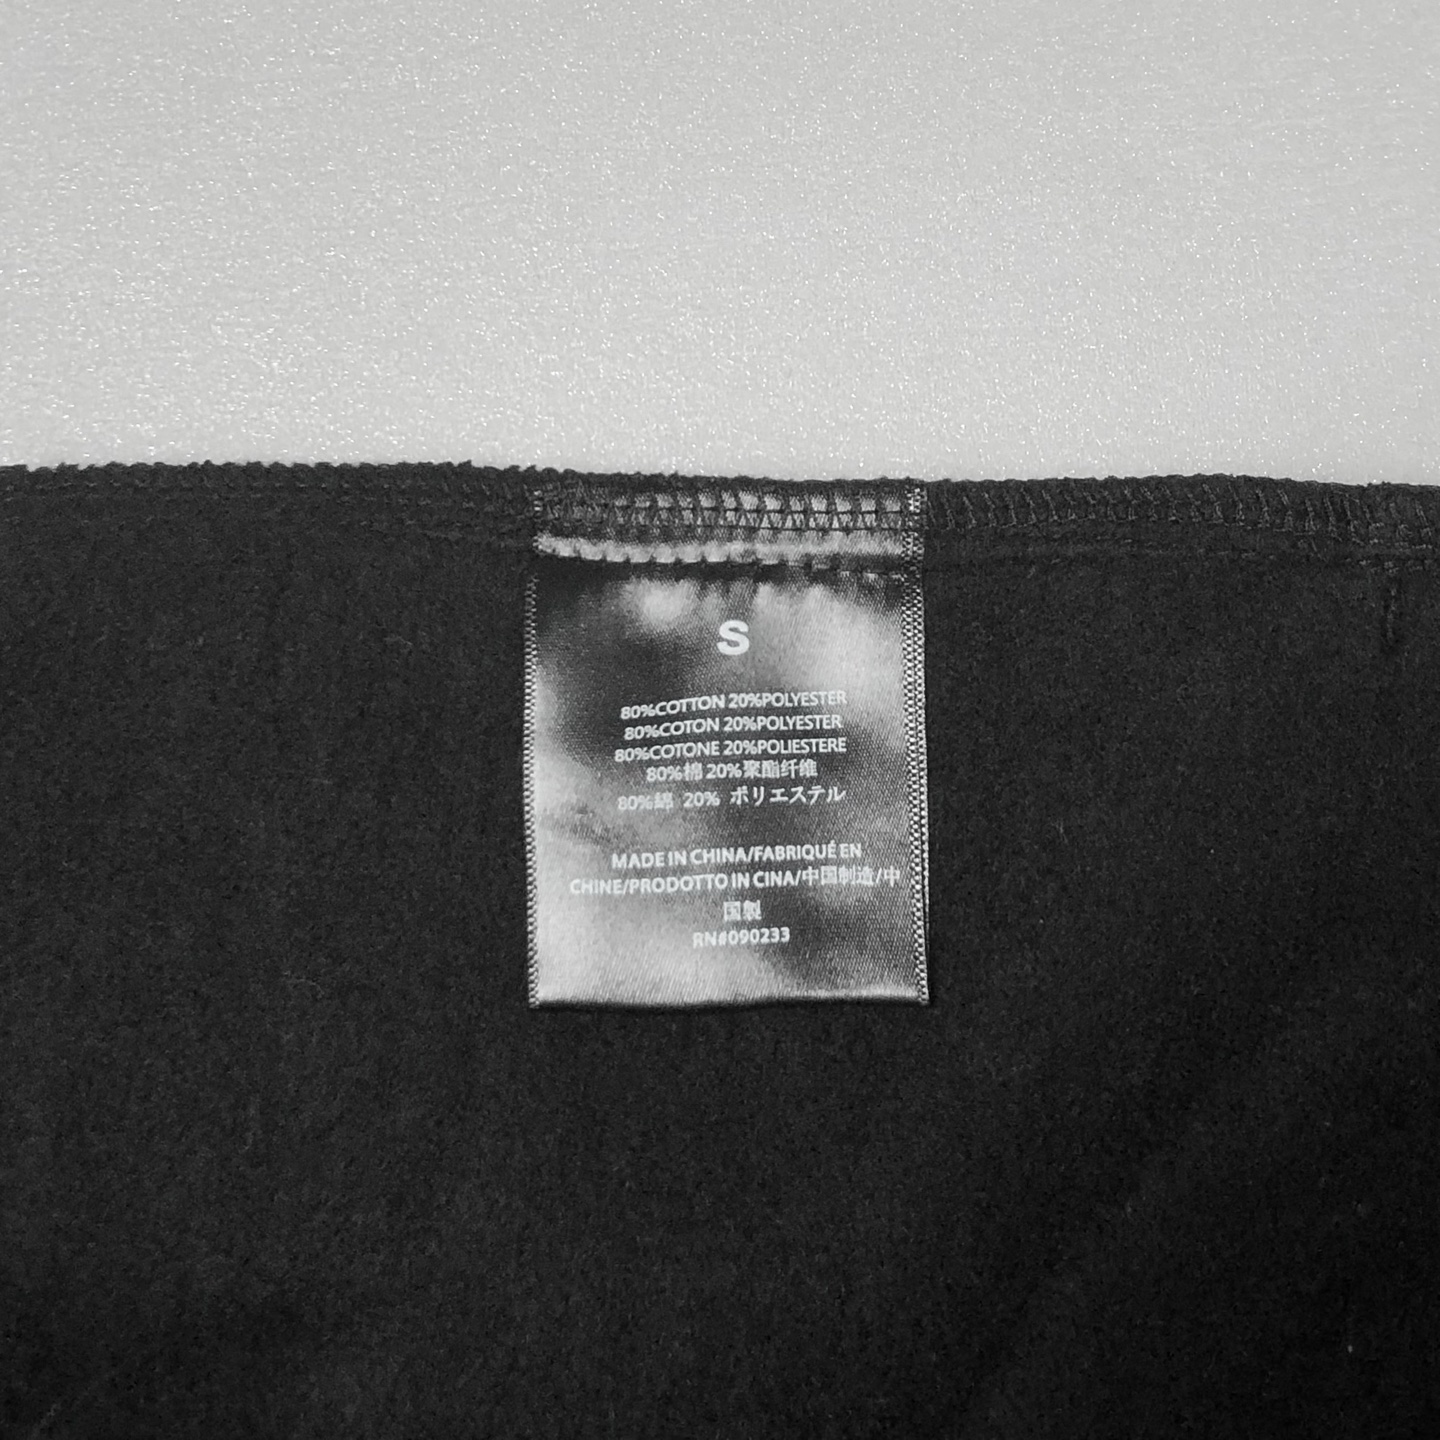 S
80%COTTON 20%POLYESTER
80%COTON 20%POLYESTER
80%COTONE 20%POLIESTERE
80%棉 20%聚酯纤维
80%綿 20% ポリエステル
MADE IN CHINA/FABRIQUÉ EN
CHINE/PRODOTTO IN CINA/中国制造/中
国製
RN#090233